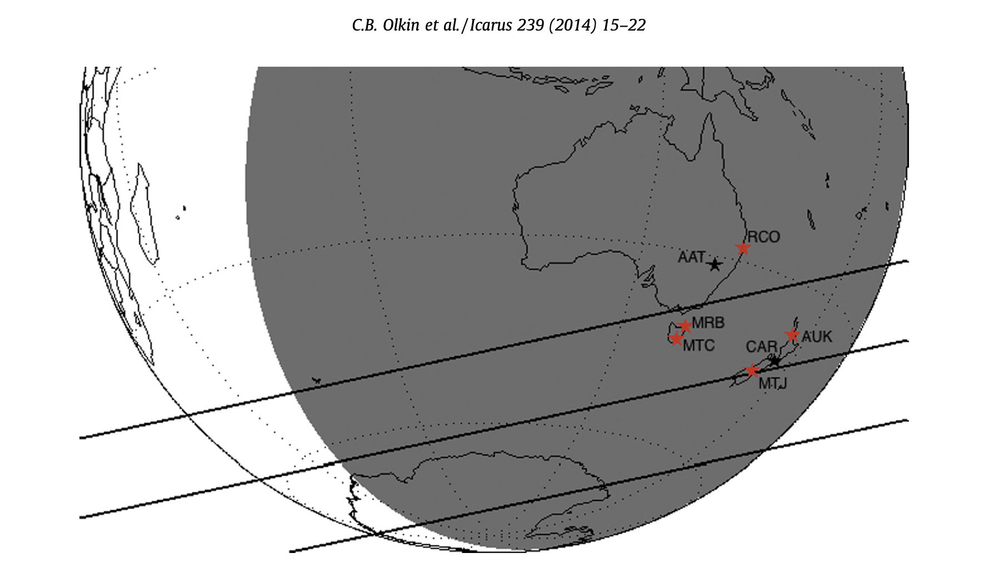 C.B. Olkin et al. / Icarus 239 (2014) 15–22
RCO
AAT
MRB
MTC
CAR
AUK
MTJ